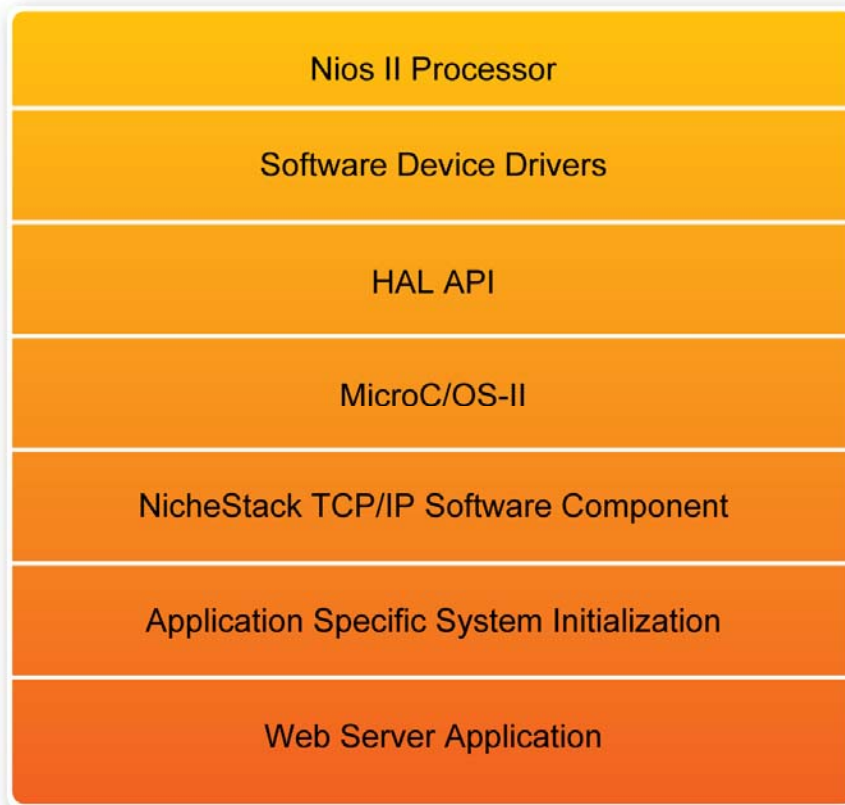 Nios II Processor
Software Device Drivers
HAL API
MicroC/OS-II
NicheStack TCP/IP Software Component
Application Specific System Initialization
Web Server Application